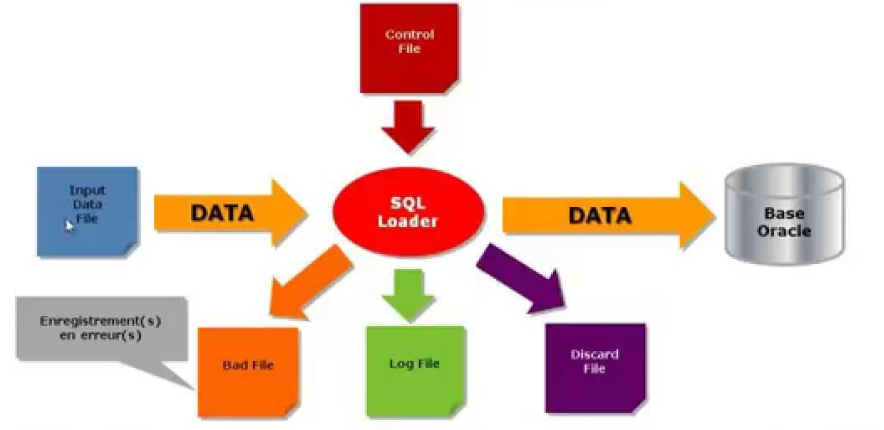 Control
File
Input
Data
File
DATA
SQL
Loader
DATA
Base
Oracle
Enregistrement(s)
en erreur(s)
Bad File
Log File
Discard
File